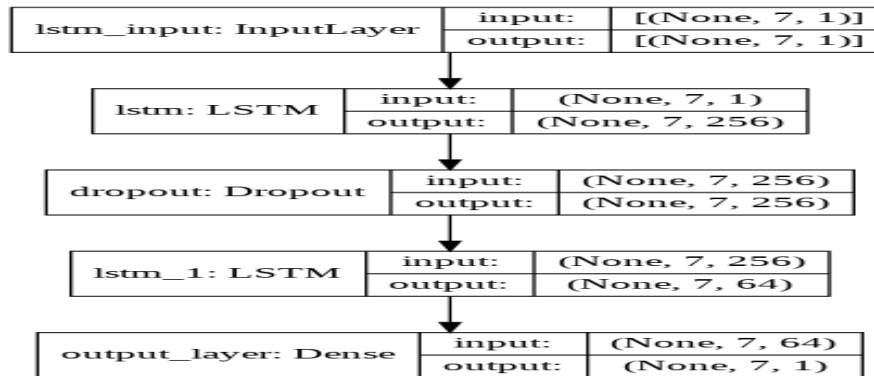 lstm_input: InputLayer input: [(None, 7, 1)]
output: [(None, 7, 1)]
lstm: LSTM input: (None, 7, 1)
output: (None, 7, 256)
dropout: Dropout input: (None, 7, 256)
output: (None, 7, 256)
lstm_1: LSTM input: (None, 7, 256)
output: (None, 7, 64)
output_layer: Dense input: (None, 7, 64)
output: (None, 7, 1)